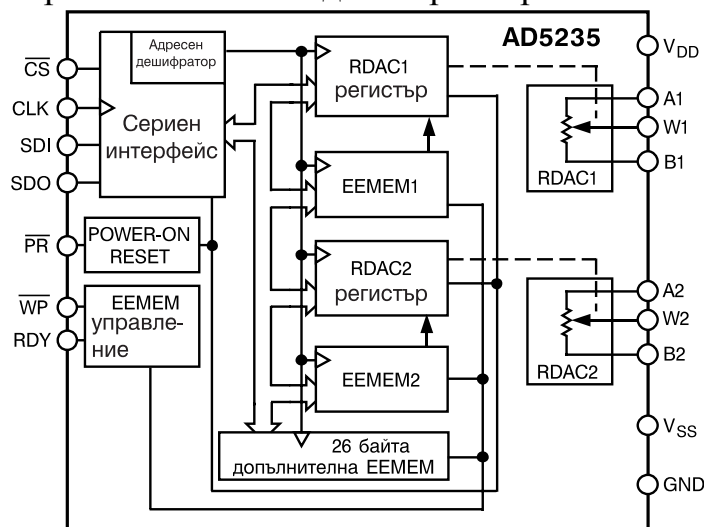 AD5235
CS
CLK
SDI
SDO
PR
WP
RDY
Адресен
дешифратор
Сериен
интерфейс
POWER-ON
RESET
EEMEM
управле-
ние
RDAC1
регистър
EEMEM1
RDAC2
регистър
EEMEM2
26 байта
допълнителна EEMEM
RDAC1
RDAC2
VDD
A1
W1
B1
A2
W2
B2
VSS
GND